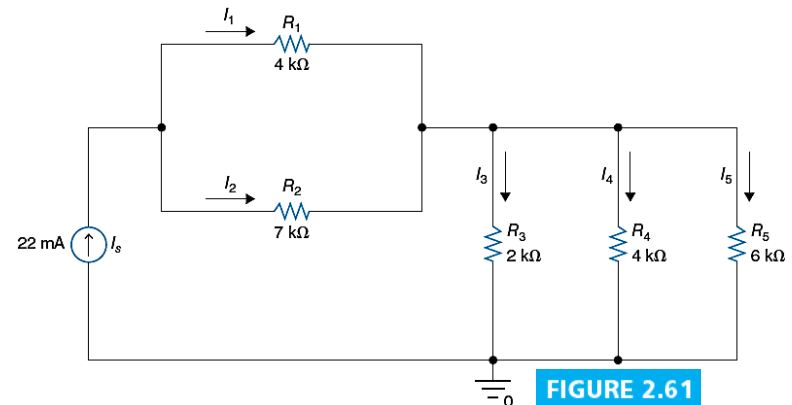 I1
R1
4 kΩ
I2
R2
7 kΩ
22 mA
Is
I3
R3
2 kΩ
I4
R4
4 kΩ
I5
R5
6 kΩ
0
FIGURE 2.61